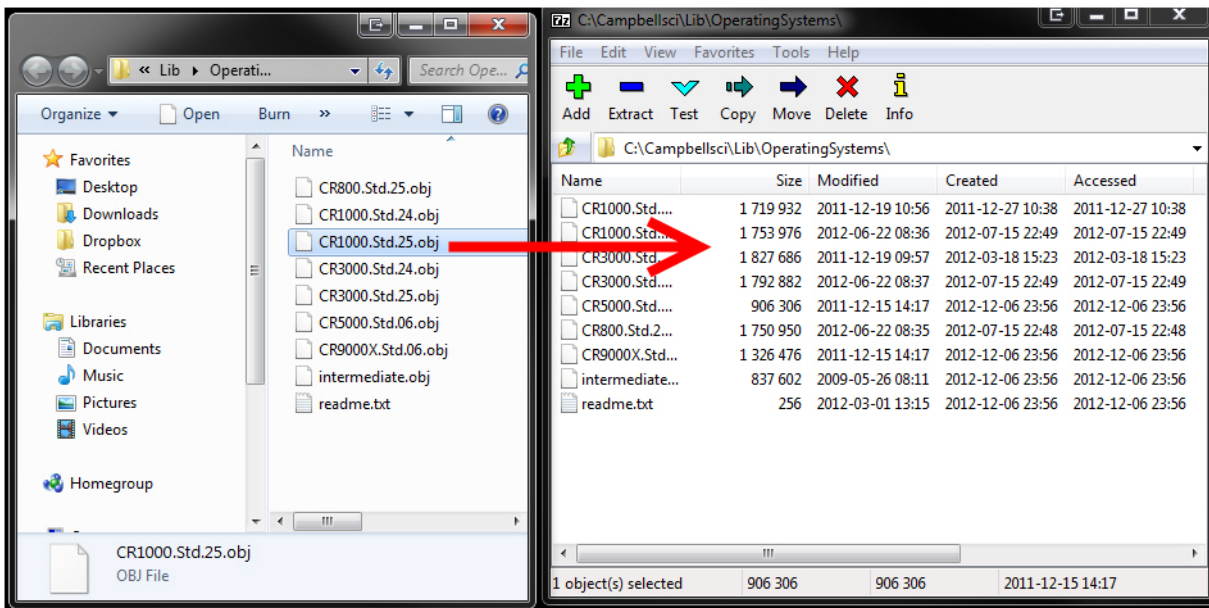 « Lib ▸ Operati...
Search Ope...
Organize ▾ Open Burn »
Favorites
Desktop
Downloads
Dropbox
Recent Places
Libraries
Documents
Music
Pictures
Videos
Homegroup
Name
CR800.Std.25.obj
CR1000.Std.24.obj
CR1000.Std.25.obj
CR3000.Std.24.obj
CR3000.Std.25.obj
CR5000.Std.06.obj
CR9000X.Std.06.obj
intermediate.obj
readme.txt
CR1000.Std.25.obj
OBJ File
7z C:\Campbellsci\Lib\OperatingSystems\
File Edit View Favorites Tools Help
Add Extract Test Copy Move Delete Info
C:\Campbellsci\Lib\OperatingSystems\
Name Size Modified Created Accessed
CR1000.Std.... 1 719 932 2011-12-19 10:56 2011-12-27 10:38 2011-12-27 10:38
CR1000.Std.... 1 753 976 2012-06-22 08:36 2012-07-15 22:49 2012-07-15 22:49
CR3000.Std.... 1 827 686 2011-12-19 09:57 2012-03-18 15:23 2012-03-18 15:23
CR3000.Std.... 1 792 882 2012-06-22 08:37 2012-07-15 22:49 2012-07-15 22:49
CR5000.Std.... 906 306 2011-12-15 14:17 2012-12-06 23:56 2012-12-06 23:56
CR800.Std.2... 1 750 950 2012-06-22 08:35 2012-07-15 22:48 2012-07-15 22:48
CR9000X.Std... 1 326 476 2011-12-15 14:17 2012-12-06 23:56 2012-12-06 23:56
intermediate... 837 602 2009-05-26 08:11 2012-12-06 23:56 2012-12-06 23:56
readme.txt 256 2012-03-01 13:15 2012-12-06 23:56 2012-12-06 23:56
1 object(s) selected 906 306 906 306 2011-12-15 14:17